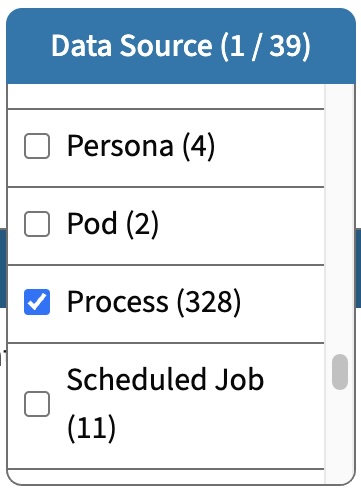 Data Source (1 / 39)
Persona (4)
Pod (2)
Process (328)
Scheduled Job
(11)